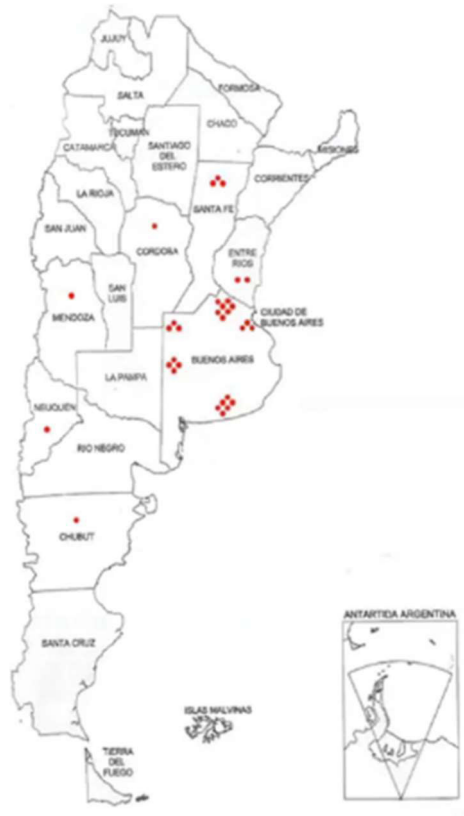 JUJUY
SALTA
FORMOSA
CHACO
TUCUMAN
CATAMARCA
SANTIAGO
DEL
ESTERO
MISIONES
CORRIENTES
LA RIOJA
SANTA FE
SAN JUAN
CORDOBA
ENTRE
RIOS
SAN
LUIS
MENDOZA
CIUDAD DE
BUENOS AIRES
BUENOS AIRES
LA PAMPA
NEUQUEN
RIO NEGRO
CHUBUT
SANTA CRUZ
ANTARTIDA ARGENTINA
ISLAS MALVINAS
TIERRA
DEL
FUEGO